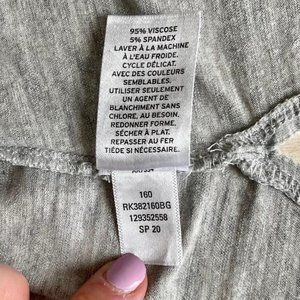 95% VISCOSE
5% SPANDEX
LAVER À LA MACHINE
À L'EAU FROIDE.
CYCLE DÉLICAT.
AVEC DES COULEURS
SEMBLABLES.
UTILISER SEULEMENT
UN AGENT DE
BLANCHIMENT SANS
CHLORE, AU BESOIN.
REDONNER FORME.
SÉCHER À PLAT.
REPASSER AU FER
TIÈDE SI NÉCESSAIRE.
160
RK382160BG
129352558
SP 20